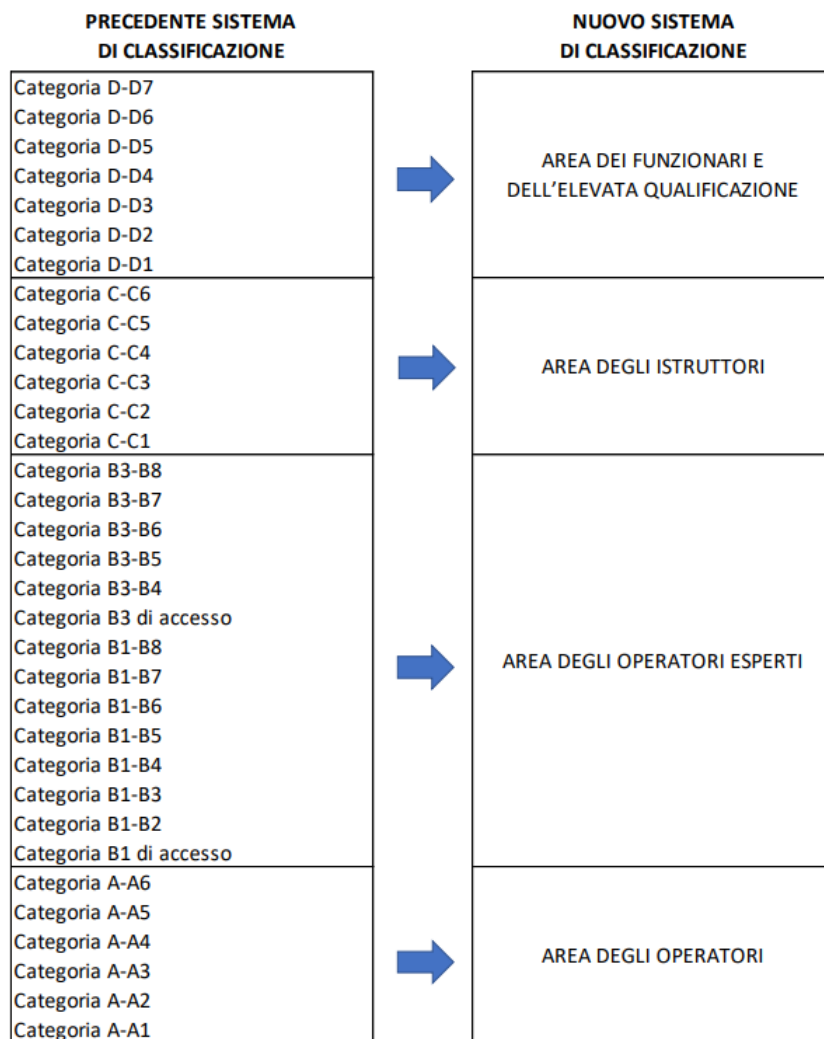 PRECEDENTE SISTEMA
DI CLASSIFICAZIONE
NUOVO SISTEMA
DI CLASSIFICAZIONE
Categoria D-D7
Categoria D-D6
Categoria D-D5
Categoria D-D4
Categoria D-D3
Categoria D-D2
Categoria D-D1
AREA DEI FUNZIONARI E
DELL’ELEVATA QUALIFICAZIONE
Categoria C-C6
Categoria C-C5
Categoria C-C4
Categoria C-C3
Categoria C-C2
Categoria C-C1
AREA DEGLI ISTRUTTORI
Categoria B3-B8
Categoria B3-B7
Categoria B3-B6
Categoria B3-B5
Categoria B3-B4
Categoria B3 di accesso
Categoria B1-B8
Categoria B1-B7
Categoria B1-B6
Categoria B1-B5
Categoria B1-B4
Categoria B1-B3
Categoria B1-B2
Categoria B1 di accesso
AREA DEGLI OPERATORI ESPERTI
Categoria A-A6
Categoria A-A5
Categoria A-A4
Categoria A-A3
Categoria A-A2
Categoria A-A1
AREA DEGLI OPERATORI